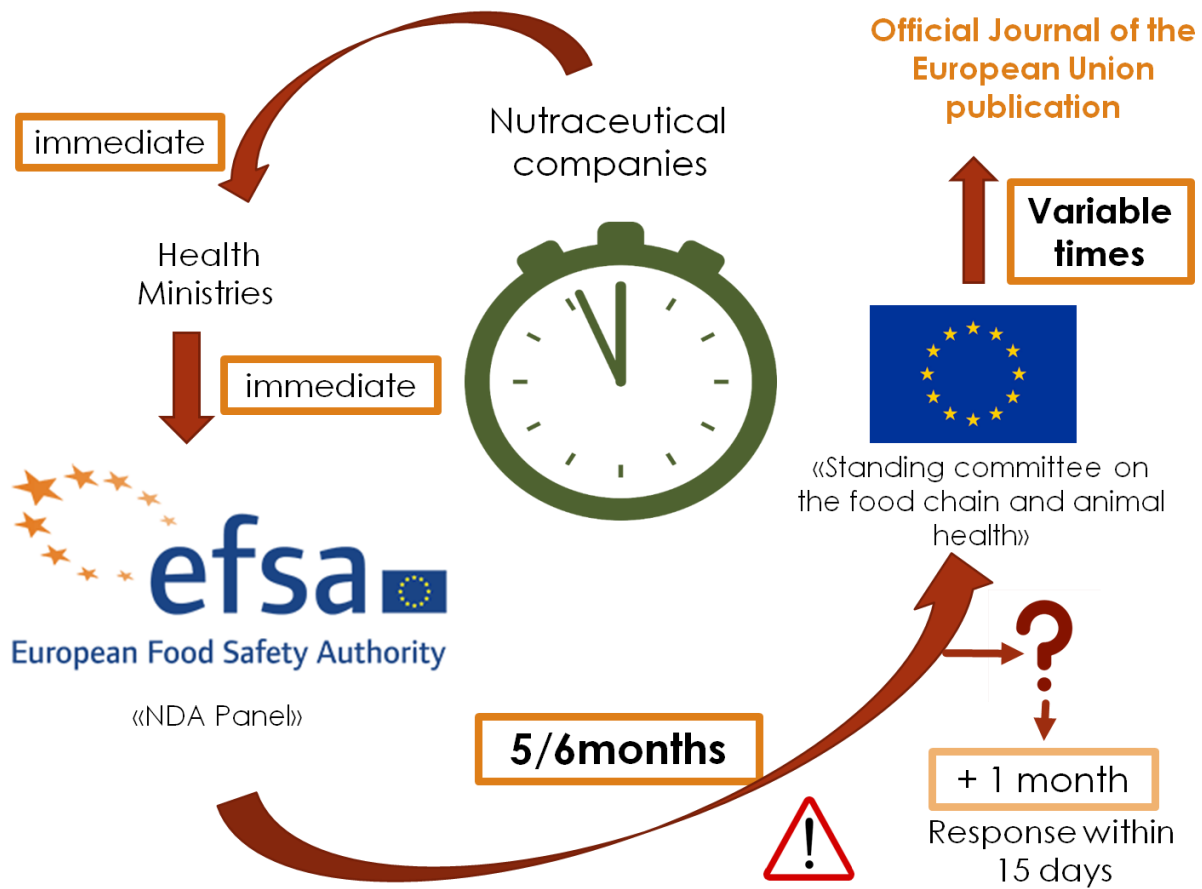 Official Journal of the
European Union
publication
immediate
Nutraceutical
companies
Variable
times
Health
Ministries
immediate
«Standing committee on
the food chain and animal
health»
efsa
European Food Safety Authority
«NDA Panel»
5/6months
?
+ 1 month
!
Response within
15 days